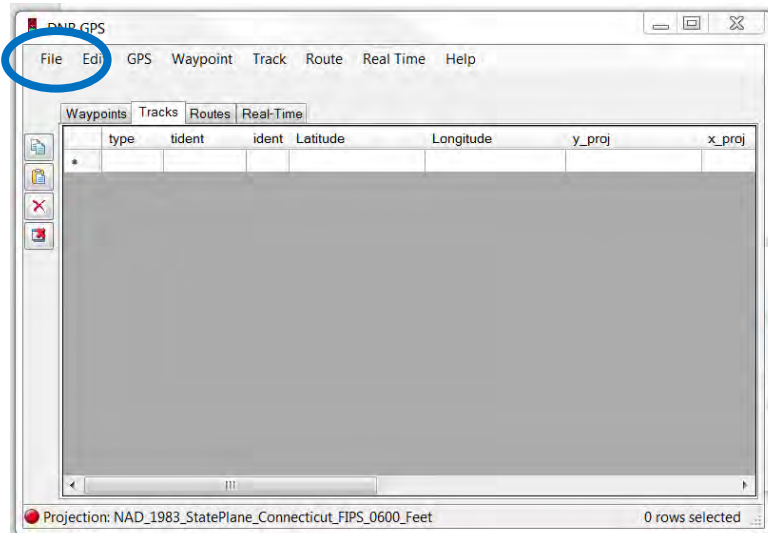 DNR GPS
File Edit GPS Waypoint Track Route Real Time Help
Waypoints Tracks Routes Real-Time
type tident ident Latitude Longitude y_proj x_proj
*
Projection: NAD_1983_StatePlane_Connecticut_FIPS_0600_Feet 0 rows selected